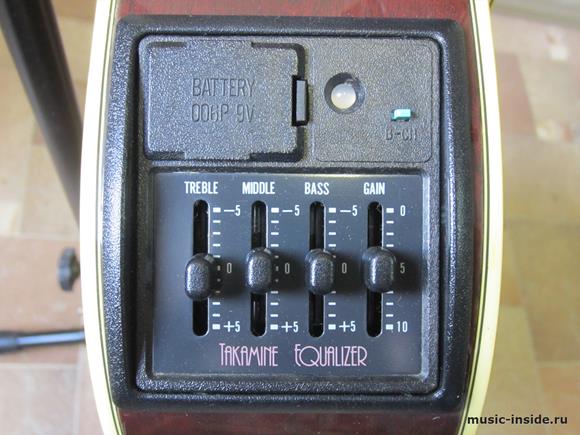 BATTERY
006P 9V
B-CH
TREBLE MIDDLE BASS GAIN
-5 -5 -5 0
0 0 0 5
+5 +5 +5 10
TAKAMINE EQUALIZER
music-inside.ru